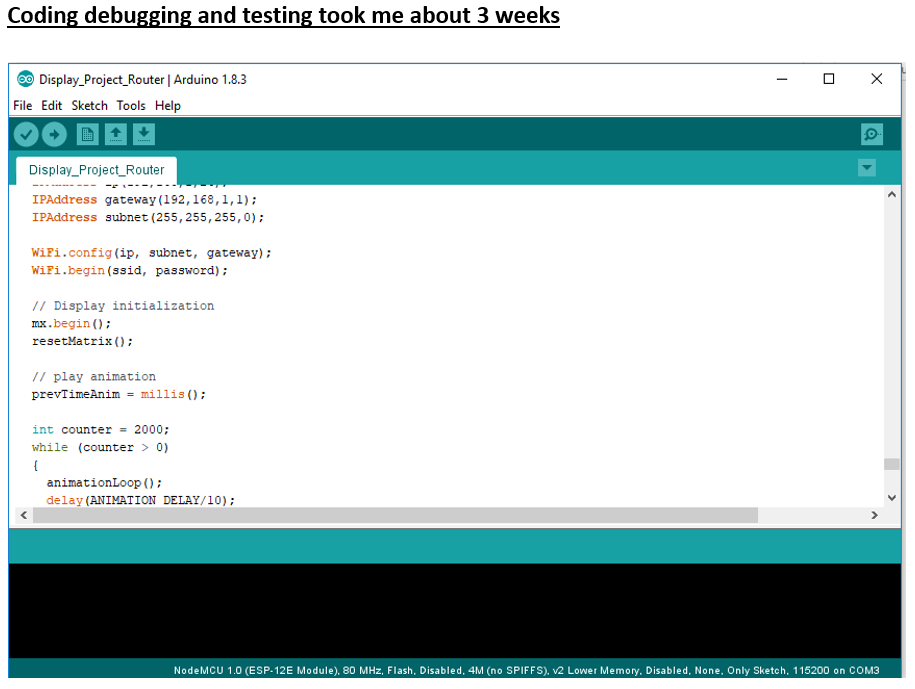 Coding debugging and testing took me about 3 weeks
Display_Project_Router | Arduino 1.8.3
File Edit Sketch Tools Help
Display_Project_Router
IPAddress gateway(192,168,1,1);
IPAddress subnet(255,255,255,0);
WiFi.config(ip, subnet, gateway);
WiFi.begin(ssid, password);
// Display initialization
mx.begin();
resetMatrix();
// play animation
prevTimeAnim = millis();
int counter = 2000;
while (counter > 0)
{
animationLoop();
delay(ANIMATION_DELAY/10);
NodeMCU 1.0 (ESP-12E Module), 80 MHz, Flash, Disabled, 4M (no SPIFFS), v2 Lower Memory, Disabled, None, Only Sketch, 115200 on COM3